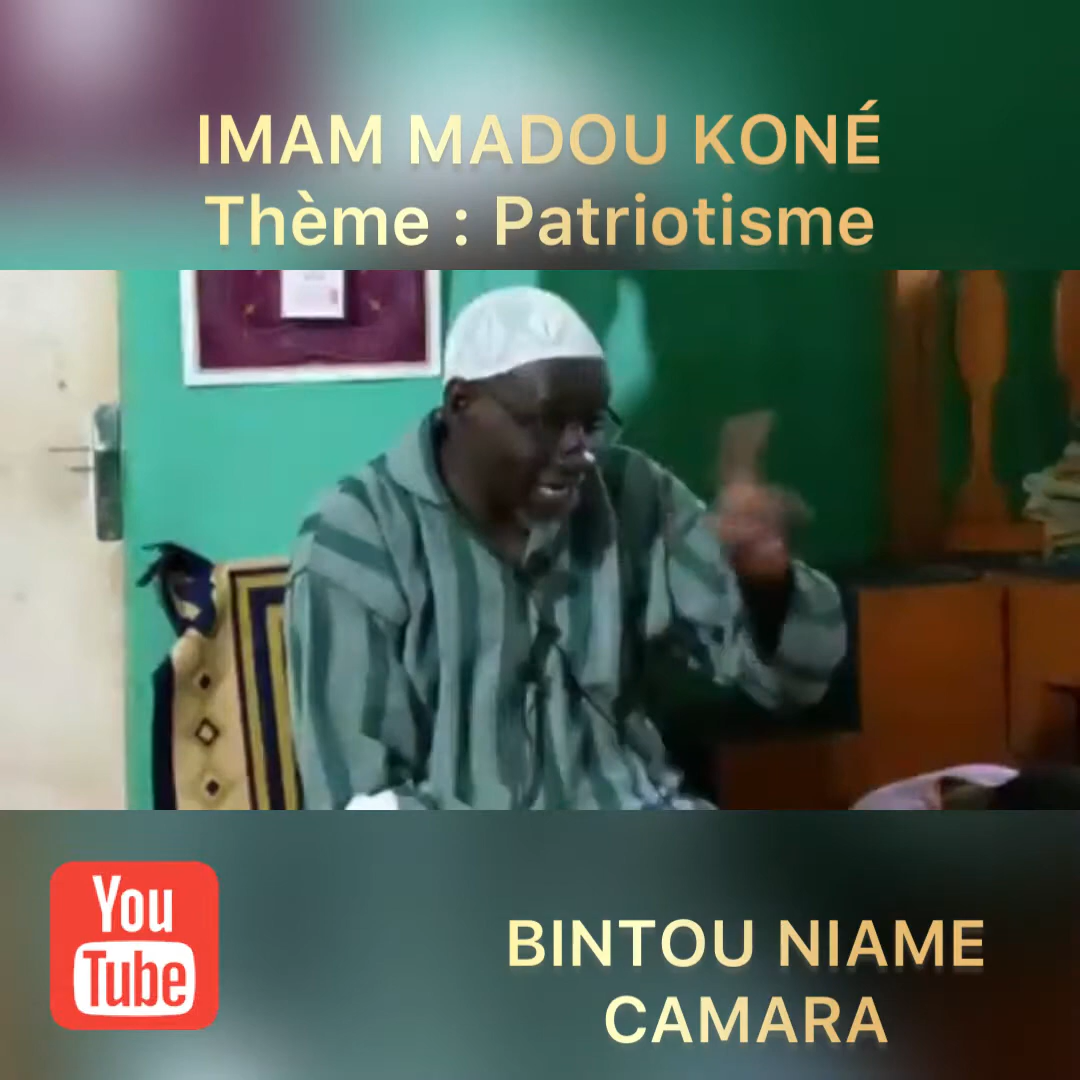 IMAM MADOU KONÉ
Thème : Patriotisme
You
Tube
BINTOU NIAME
CAMARA